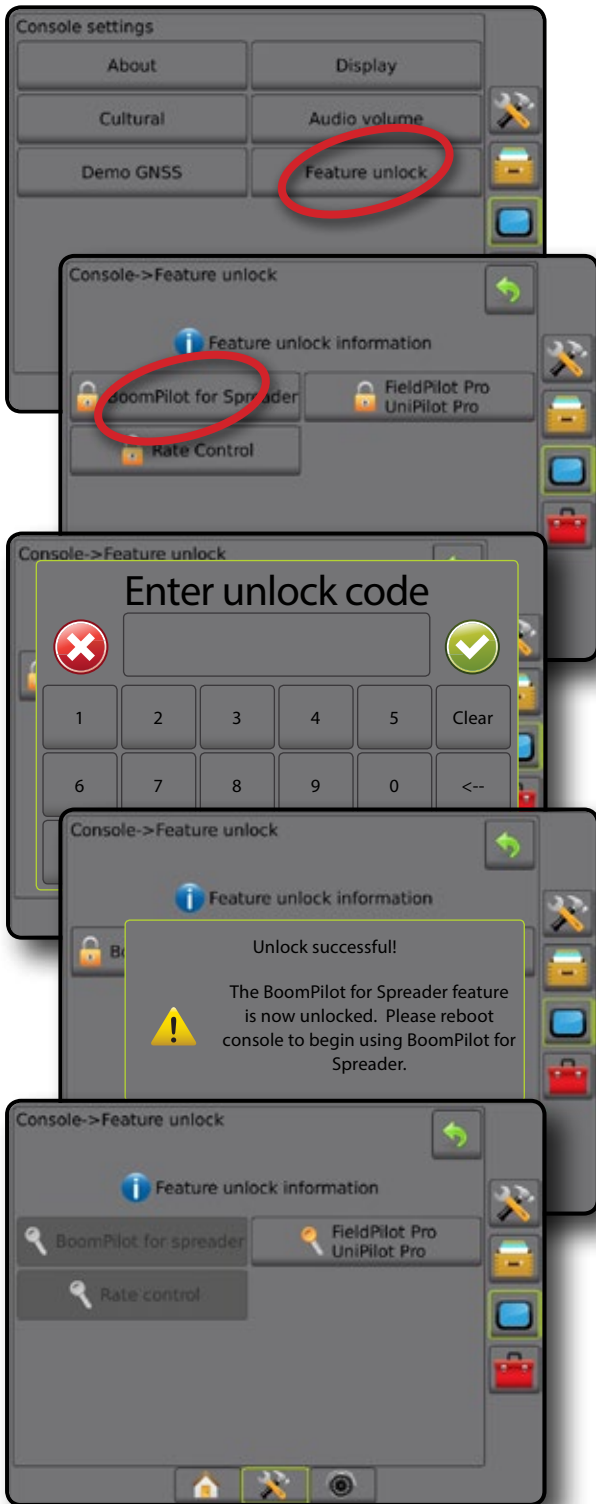 Console settings
About
Display
Cultural
Audio volume
Demo GNSS
Feature unlock
Console->Feature unlock
Feature unlock information
BoomPilot for Spreader
FieldPilot Pro
UniPilot Pro
Rate Control
Console->Feature unlock
Enter unlock code
1 2 3 4 5 Clear
6 7 8 9 0 <--
Console->Feature unlock
Feature unlock information
Unlock successful!
The BoomPilot for Spreader feature
is now unlocked. Please reboot
console to begin using BoomPilot for
Spreader.
Console->Feature unlock
Feature unlock information
BoomPilot for spreader
FieldPilot Pro
UniPilot Pro
Rate control